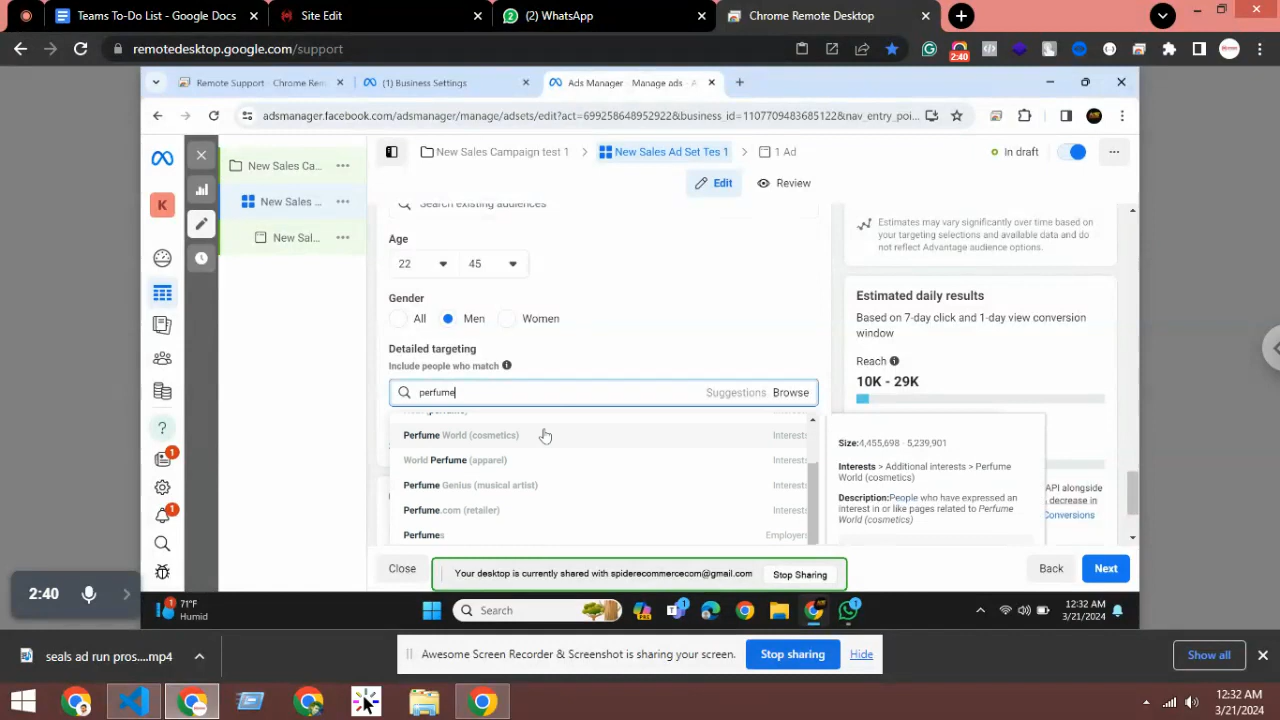 Teams To-Do List - Google Docs
Site Edit
(2) WhatsApp
Chrome Remote Desktop
remotedesktop.google.com/support
2:40
Remote Support - Chrome Rem
(1) Business Settings
Ads Manager - Manage ads - A
adsmanager.facebook.com/adsmanager/manage/adsets/edit?act=699258648952922&business_id=1107709483685122&nav_entry_poi...
New Sales Ca...
New Sales Campaign test 1
New Sales Ad Set Tes 1
1 Ad
In draft
Edit
Review
K
New Sales ...
New Sal...
Search existing audiences
Age
22
45
Gender
All
Men
Women
Detailed targeting
Include people who match
perfume
Suggestions
Browse
Perfume World (cosmetics)
Interests
World Perfume (apparel)
Interests
Perfume Genius (musical artist)
Interests
Perfume.com (retailer)
Interests
Perfumes
Employers
Estimates may vary significantly over time based on
your targeting selections and available data and do
not reflect Advantage audience options.
Estimated daily results
Based on 7-day click and 1-day view conversion
window
Reach
10K - 29K
Size:4,455,698 - 5,239,901
Interests > Additional interests > Perfume
World (cosmetics)
Description:People who have expressed an
interest in or like pages related to Perfume
World (cosmetics)
API alongside
decrease in
Conversions
1
1
Close
Back
Next
Your desktop is currently shared with spiderecommercecom@gmail.com
Stop Sharing
2:40
71°F
Humid
Search
12:32 AM
3/21/2024
seals ad run pros....mp4
Awesome Screen Recorder & Screenshot is sharing your screen.
Stop sharing
Hide
Show all
12:32 AM
3/21/2024